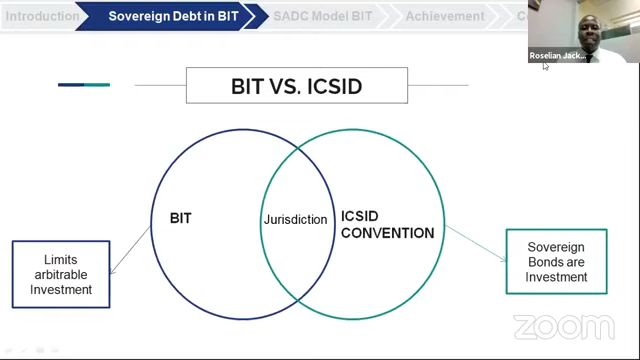 Introduction
Sovereign Debt in BIT
SADC Model BIT
Achievement
Roselian Jack...
BIT VS. ICSID
BIT
Jurisdiction
ICSID
CONVENTION
Limits
arbitrable
Investment
Sovereign
Bonds are
Investment
zoom